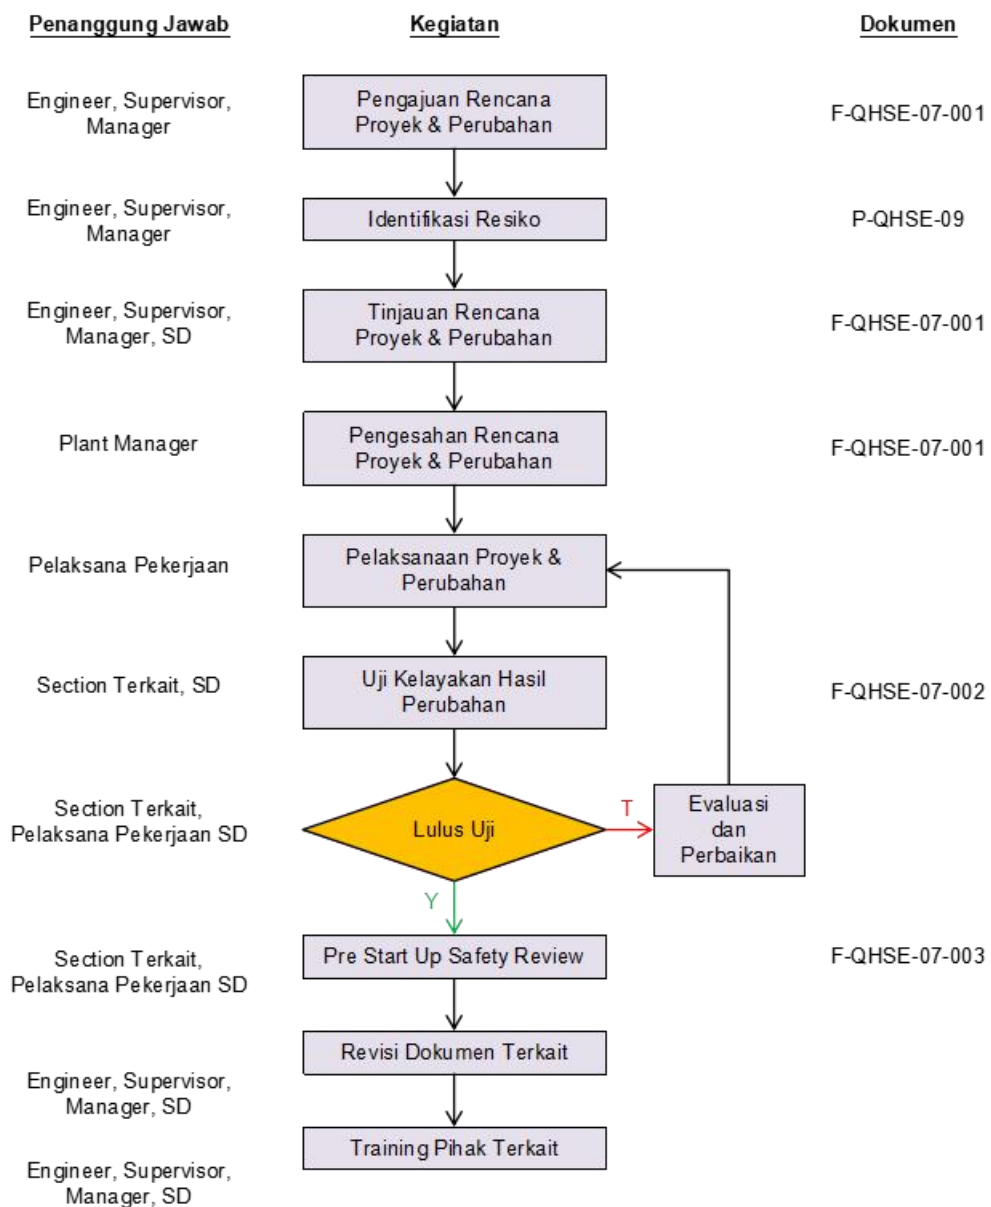 Penanggung Jawab
Kegiatan
Dokumen
Engineer, Supervisor,
Manager
Pengajuan Rencana
Proyek & Perubahan
F-QHSE-07-001
Engineer, Supervisor,
Manager
Identifikasi Resiko
P-QHSE-09
Engineer, Supervisor,
Manager, SD
Tinjauan Rencana
Proyek & Perubahan
F-QHSE-07-001
Plant Manager
Pengesahan Rencana
Proyek & Perubahan
F-QHSE-07-001
Pelaksana Pekerjaan
Pelaksanaan Proyek &
Perubahan
Section Terkait, SD
Uji Kelayakan Hasil
Perubahan
F-QHSE-07-002
Section Terkait,
Pelaksana Pekerjaan SD
Lulus Uji
T
Evaluasi
dan
Perbaikan
Y
Section Terkait,
Pelaksana Pekerjaan SD
Pre Start Up Safety Review
F-QHSE-07-003
Revisi Dokumen Terkait
Engineer, Supervisor,
Manager, SD
Training Pihak Terkait
Engineer, Supervisor,
Manager, SD